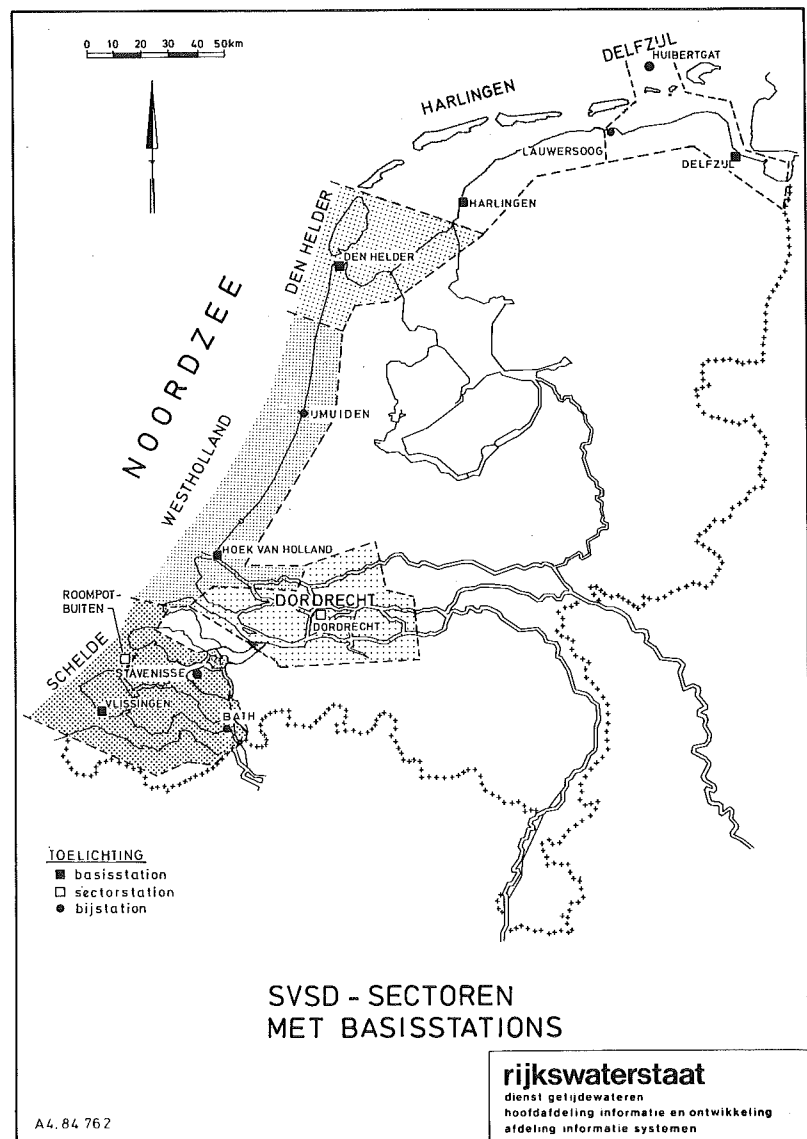 0 10 20 30 40 50km
DELFZIJL
HUIBERTGAT
HARLINGEN
LAUWERSOOG
DELFZIJL
HARLINGEN
DEN HELDER
DEN HELDER
NOORDZEE
IJMUIDEN
WESTHOLLAND
HOEK VAN HOLLAND
ROOMPOT-
BUITEN
DORDRECHT
DORDRECHT
SCHELDE
STAVENISSE
VLISSINGEN
BATH
TOELICHTING
basisstation
sectorstation
bijstation
SVSD - SECTOREN
MET BASISSTATIONS
rijkswaterstaat
dienst getijdewateren
hoofdafdeling informatie en ontwikkeling
afdeling informatie systemen
A4.84 762